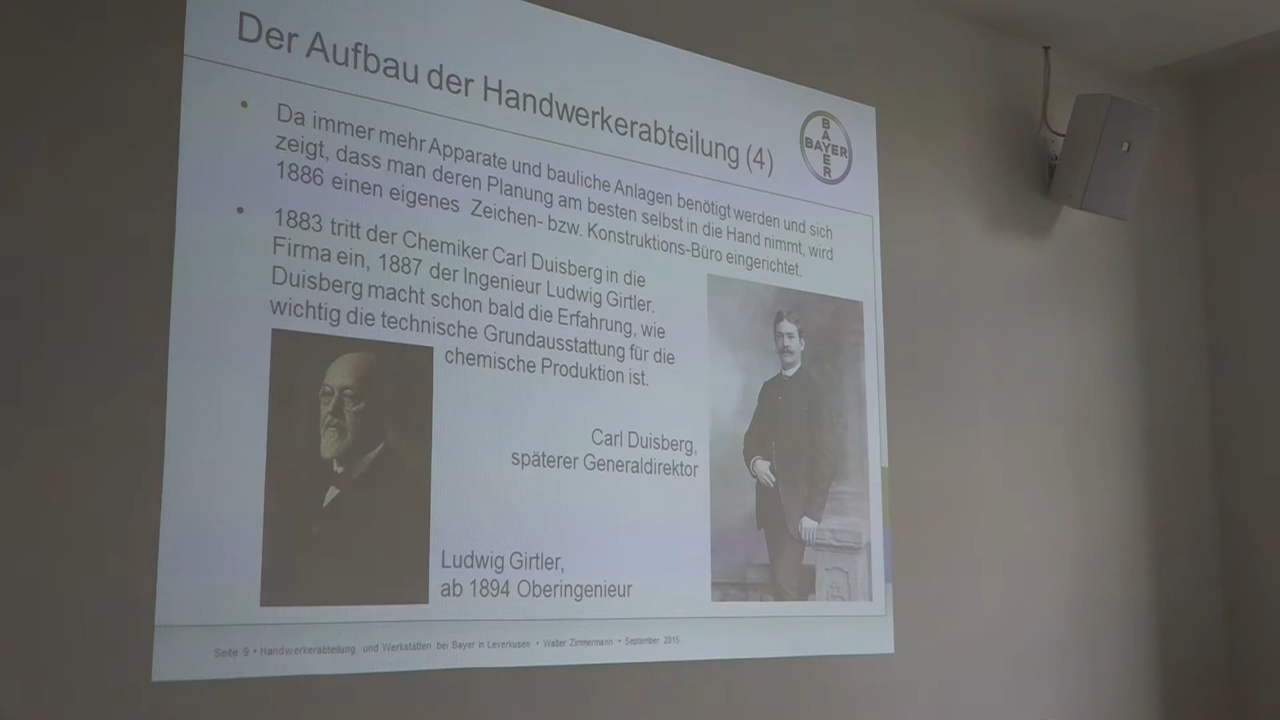 Der Aufbau der Handwerkerabteilung (4)
BAYER
BAYER
• Da immer mehr Apparate und bauliche Anlagen benötigt werden und sich
zeigt, dass man deren Planung am besten selbst in die Hand nimmt, wird
1886 einen eigenes Zeichen- bzw. Konstruktions-Büro eingerichtet.
• 1883 tritt der Chemiker Carl Duisberg in die
Firma ein, 1887 der Ingenieur Ludwig Girtler.
Duisberg macht schon bald die Erfahrung, wie
wichtig die technische Grundausstattung für die
chemische Produktion ist.
Carl Duisberg,
späterer Generaldirektor
Ludwig Girtler,
ab 1894 Oberingenieur
Seite 9 • Handwerkerabteilung und Werkstätten bei Bayer in Leverkusen • Walter Zimmermann • September 2015